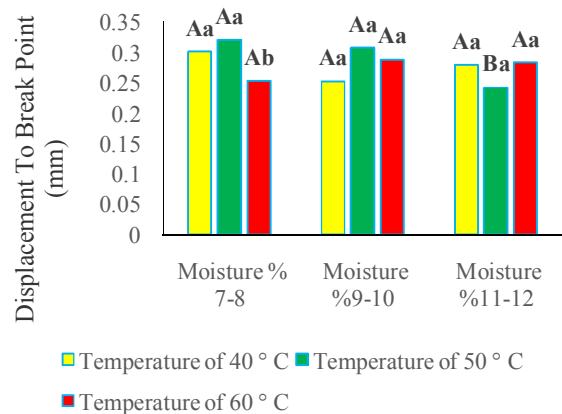 Displacement To Break Point
(mm)
0.35
0.3
0.25
0.2
0.15
0.1
0.05
0
Aa Aa Ab
Aa Aa Aa
Aa Ba Aa
Moisture %
7-8
Moisture
%9-10
Moisture
%11-12
Temperature of 40 ° C
Temperature of 50 ° C
Temperature of 60 ° C